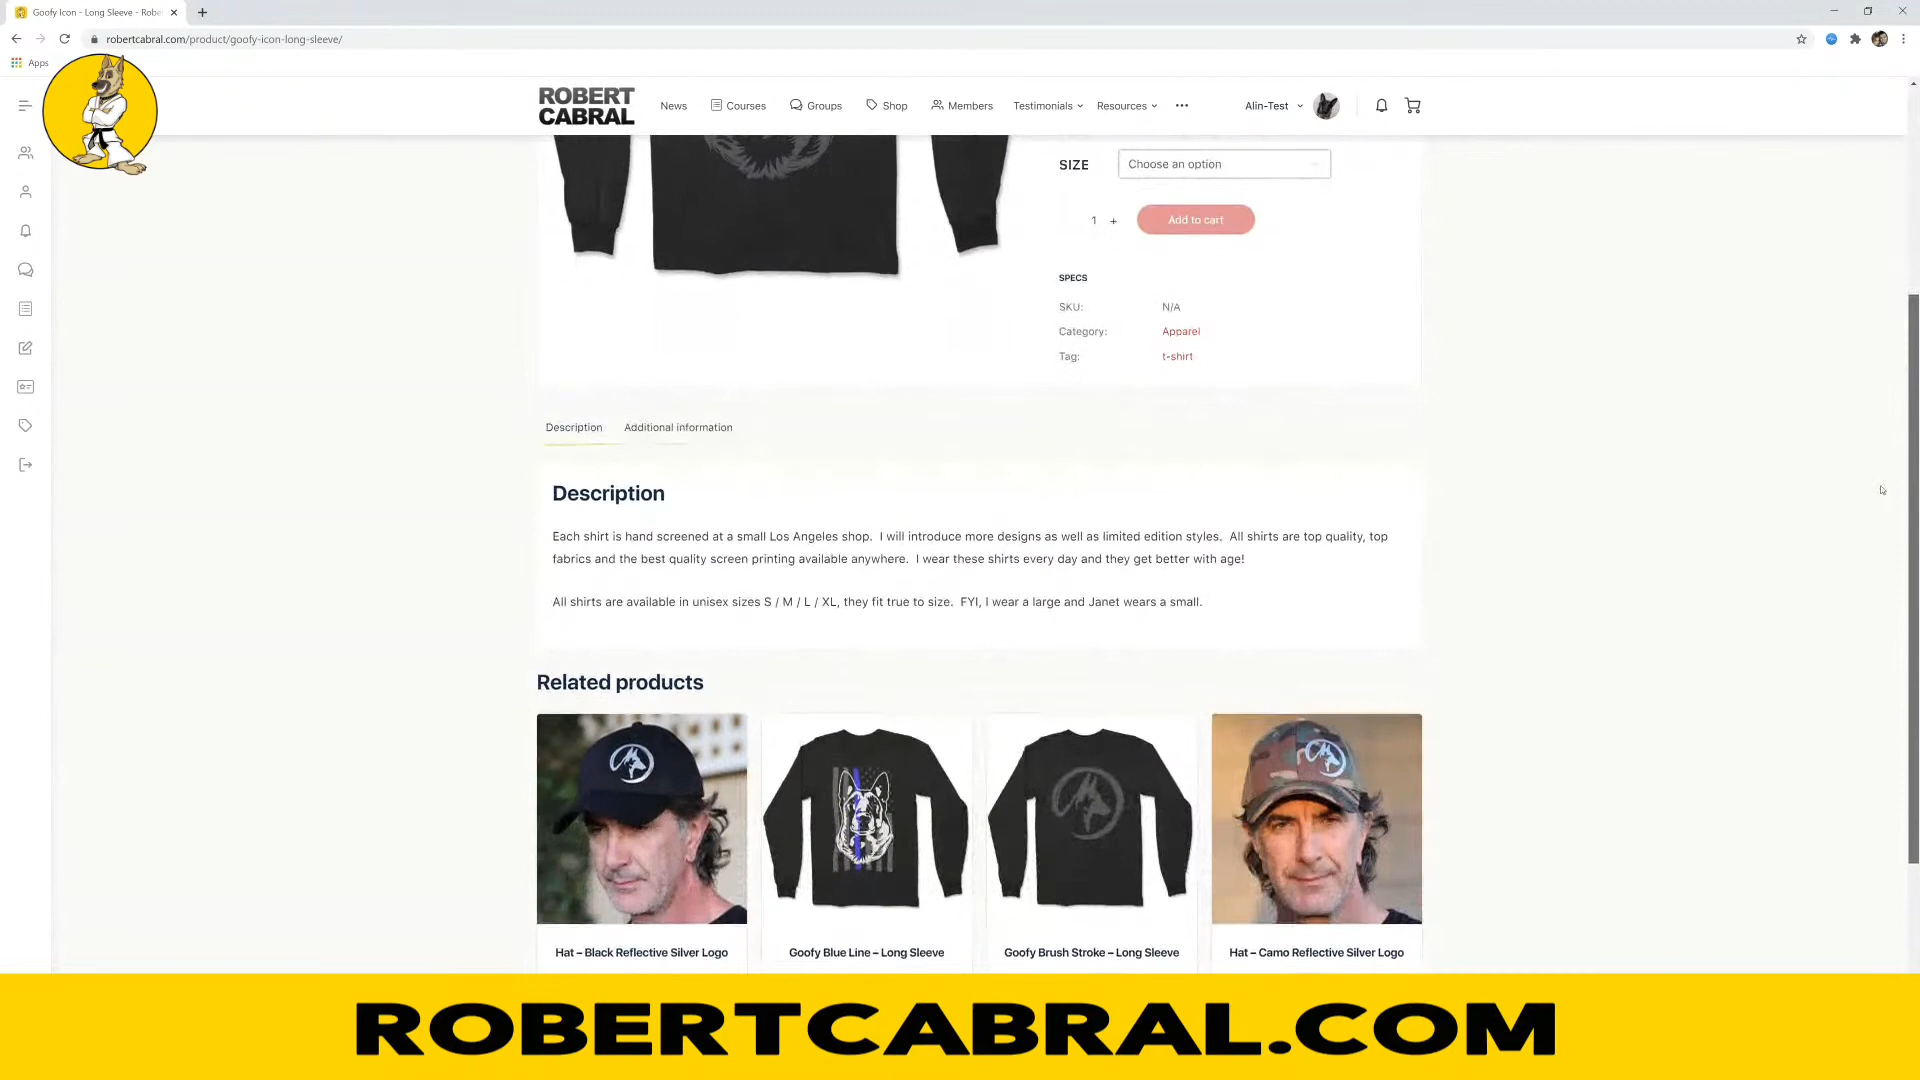 Goofy Icon - Long Sleeve - Robe
robertcabral.com/product/goofy-icon-long-sleeve/
Apps
ROBERT
CABRAL
News
Courses
Groups
Shop
Members
Testimonials
Resources
Alin-Test
SIZE
Choose an option
1 +
Add to cart
SPECS
SKU: N/A
Category: Apparel
Tag: t-shirt
Description
Additional information
Description
Each shirt is hand screened at a small Los Angeles shop. I will introduce more designs as well as limited edition styles. All shirts are top quality, top
fabrics and the best quality screen printing available anywhere. I wear these shirts every day and they get better with age!
All shirts are available in unisex sizes S / M / L / XL, they fit true to size. FYI, I wear a large and Janet wears a small.
Related products
Hat – Black Reflective Silver Logo
Goofy Blue Line – Long Sleeve
Goofy Brush Stroke – Long Sleeve
Hat – Camo Reflective Silver Logo
ROBERTCABRAL.COM